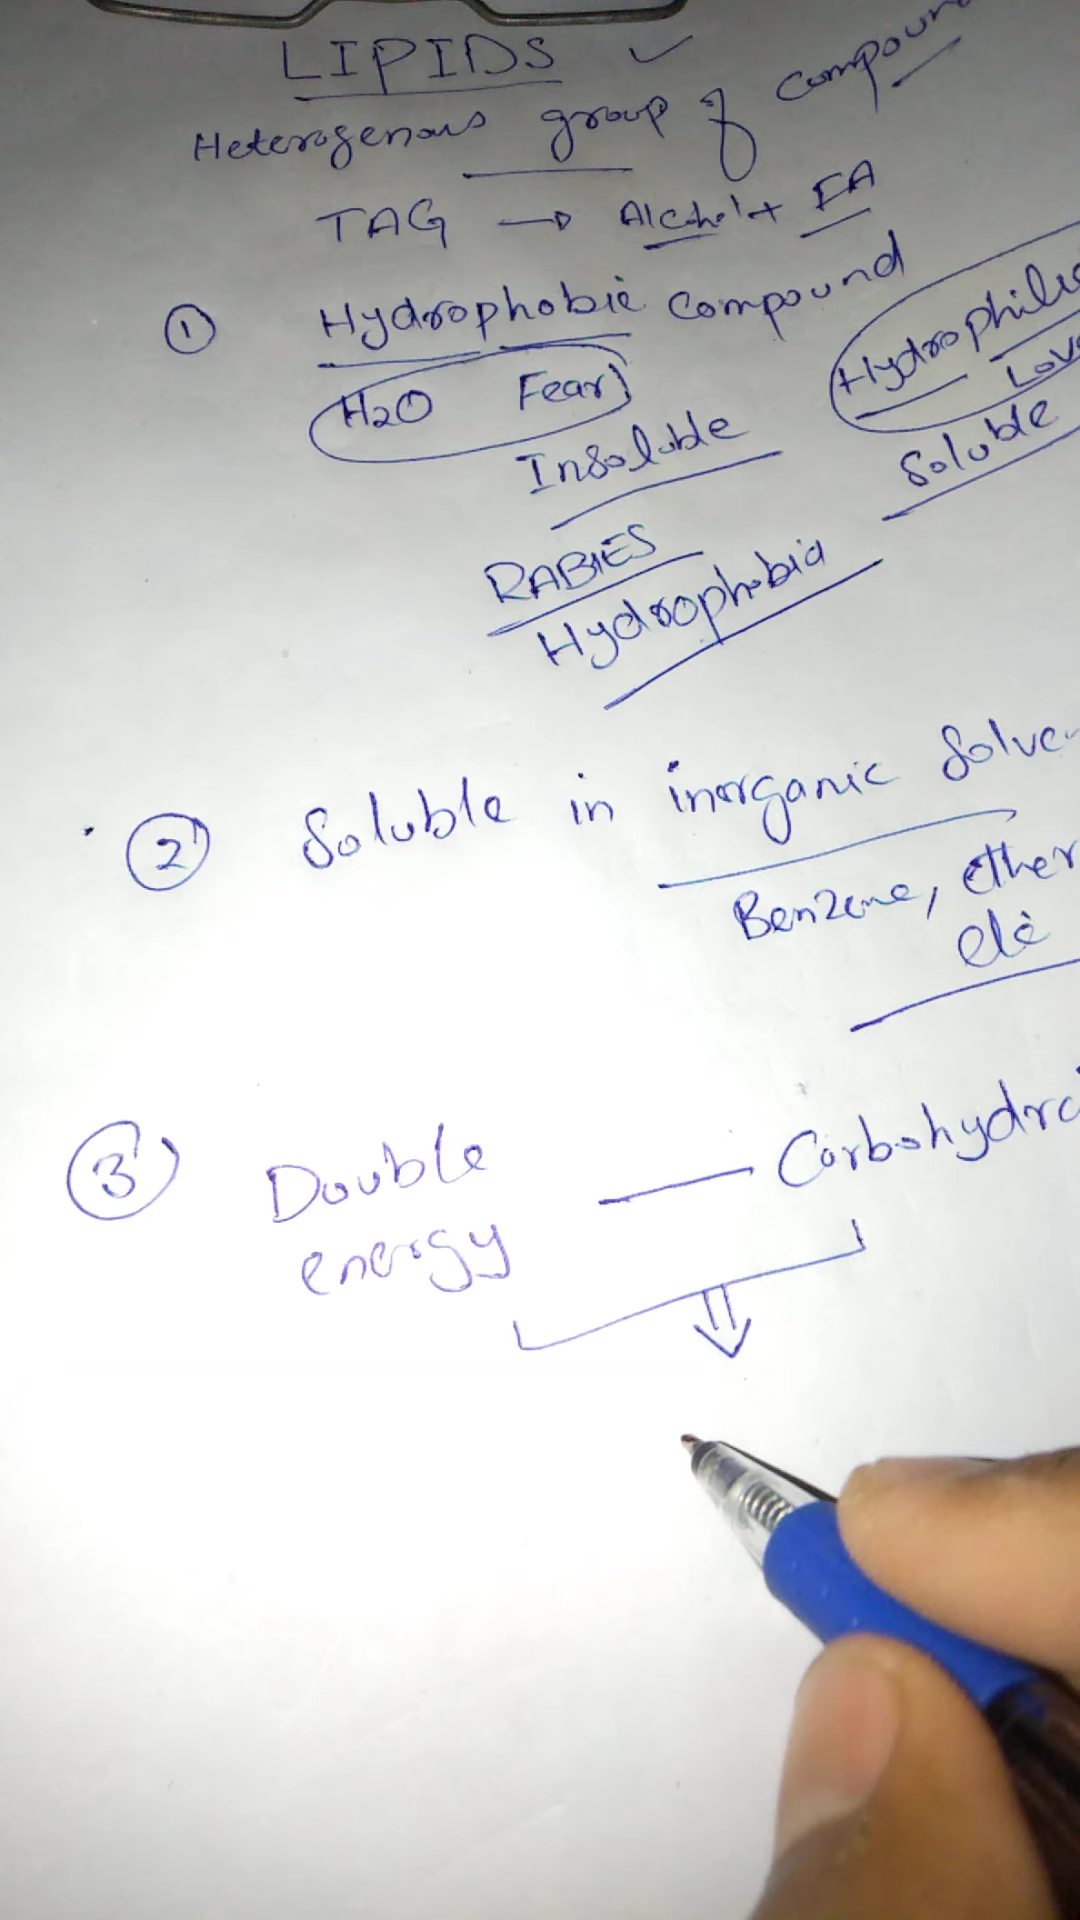 LIPIDS
Heterogenous group of compoun
TAG → Alcohol + FA
① Hydrophobic compound
H2O Fear
Hydrophilic
Love
Insoluble
Soluble
RABIES
Hydrophobia
② Soluble in inorganic Solve
Benzene, ether
etc
③ Double energy — Carbohydra